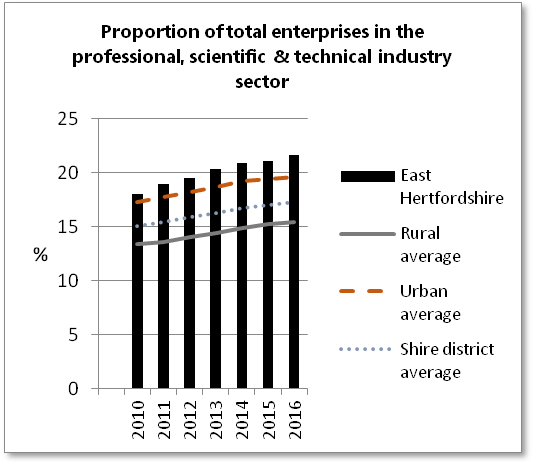 Proportion of total enterprises in the
professional, scientific & technical industry
sector
25
20
15
10
5
0
%
2010
2011
2012
2013
2014
2015
2016
East
Hertfordshire
Rural
average
Urban
average
Shire district
average